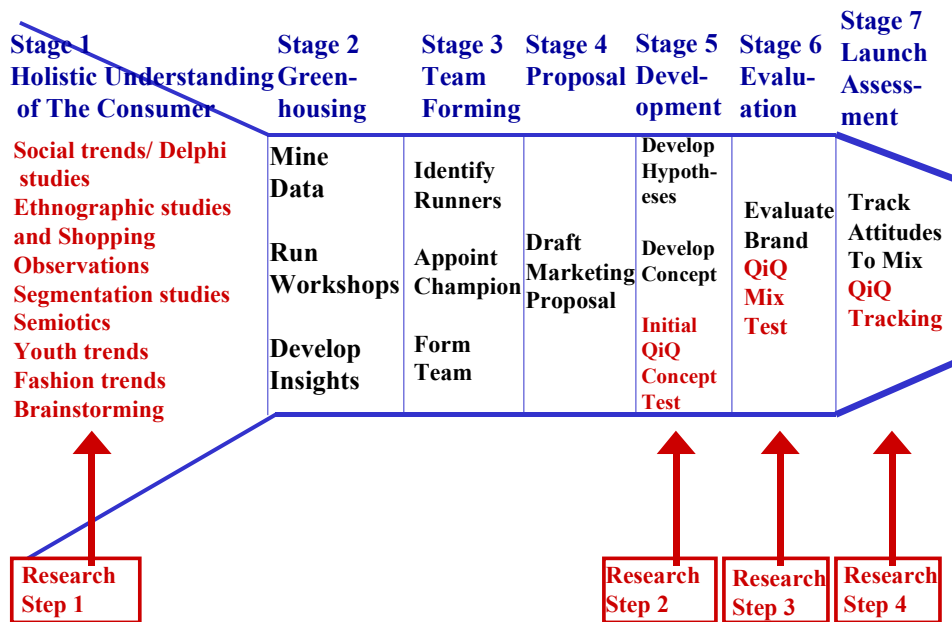 Stage 1
Holistic Understanding
of The Consumer
Social trends/ Delphi
studies
Ethnographic studies
and Shopping
Observations
Segmentation studies
Semiotics
Youth trends
Fashion trends
Brainstorming
Stage 2
Green-
housing
Mine
Data
Run
Workshops
Develop
Insights
Stage 3
Team
Forming
Identify
Runners
Appoint
Champion
Form
Team
Stage 4
Proposal
Draft
Marketing
Proposal
Stage 5
Devel-
opment
Develop
Hypoth-
eses
Develop
Concept
Initial
QiQ
Concept
Test
Stage 6
Evalu-
ation
Evaluate
Brand
QiQ
Mix
Test
Stage 7
Launch
Assess-
ment
Track
Attitudes
To Mix
QiQ
Tracking
Research
Step 1
Research
Step 2
Research
Step 3
Research
Step 4